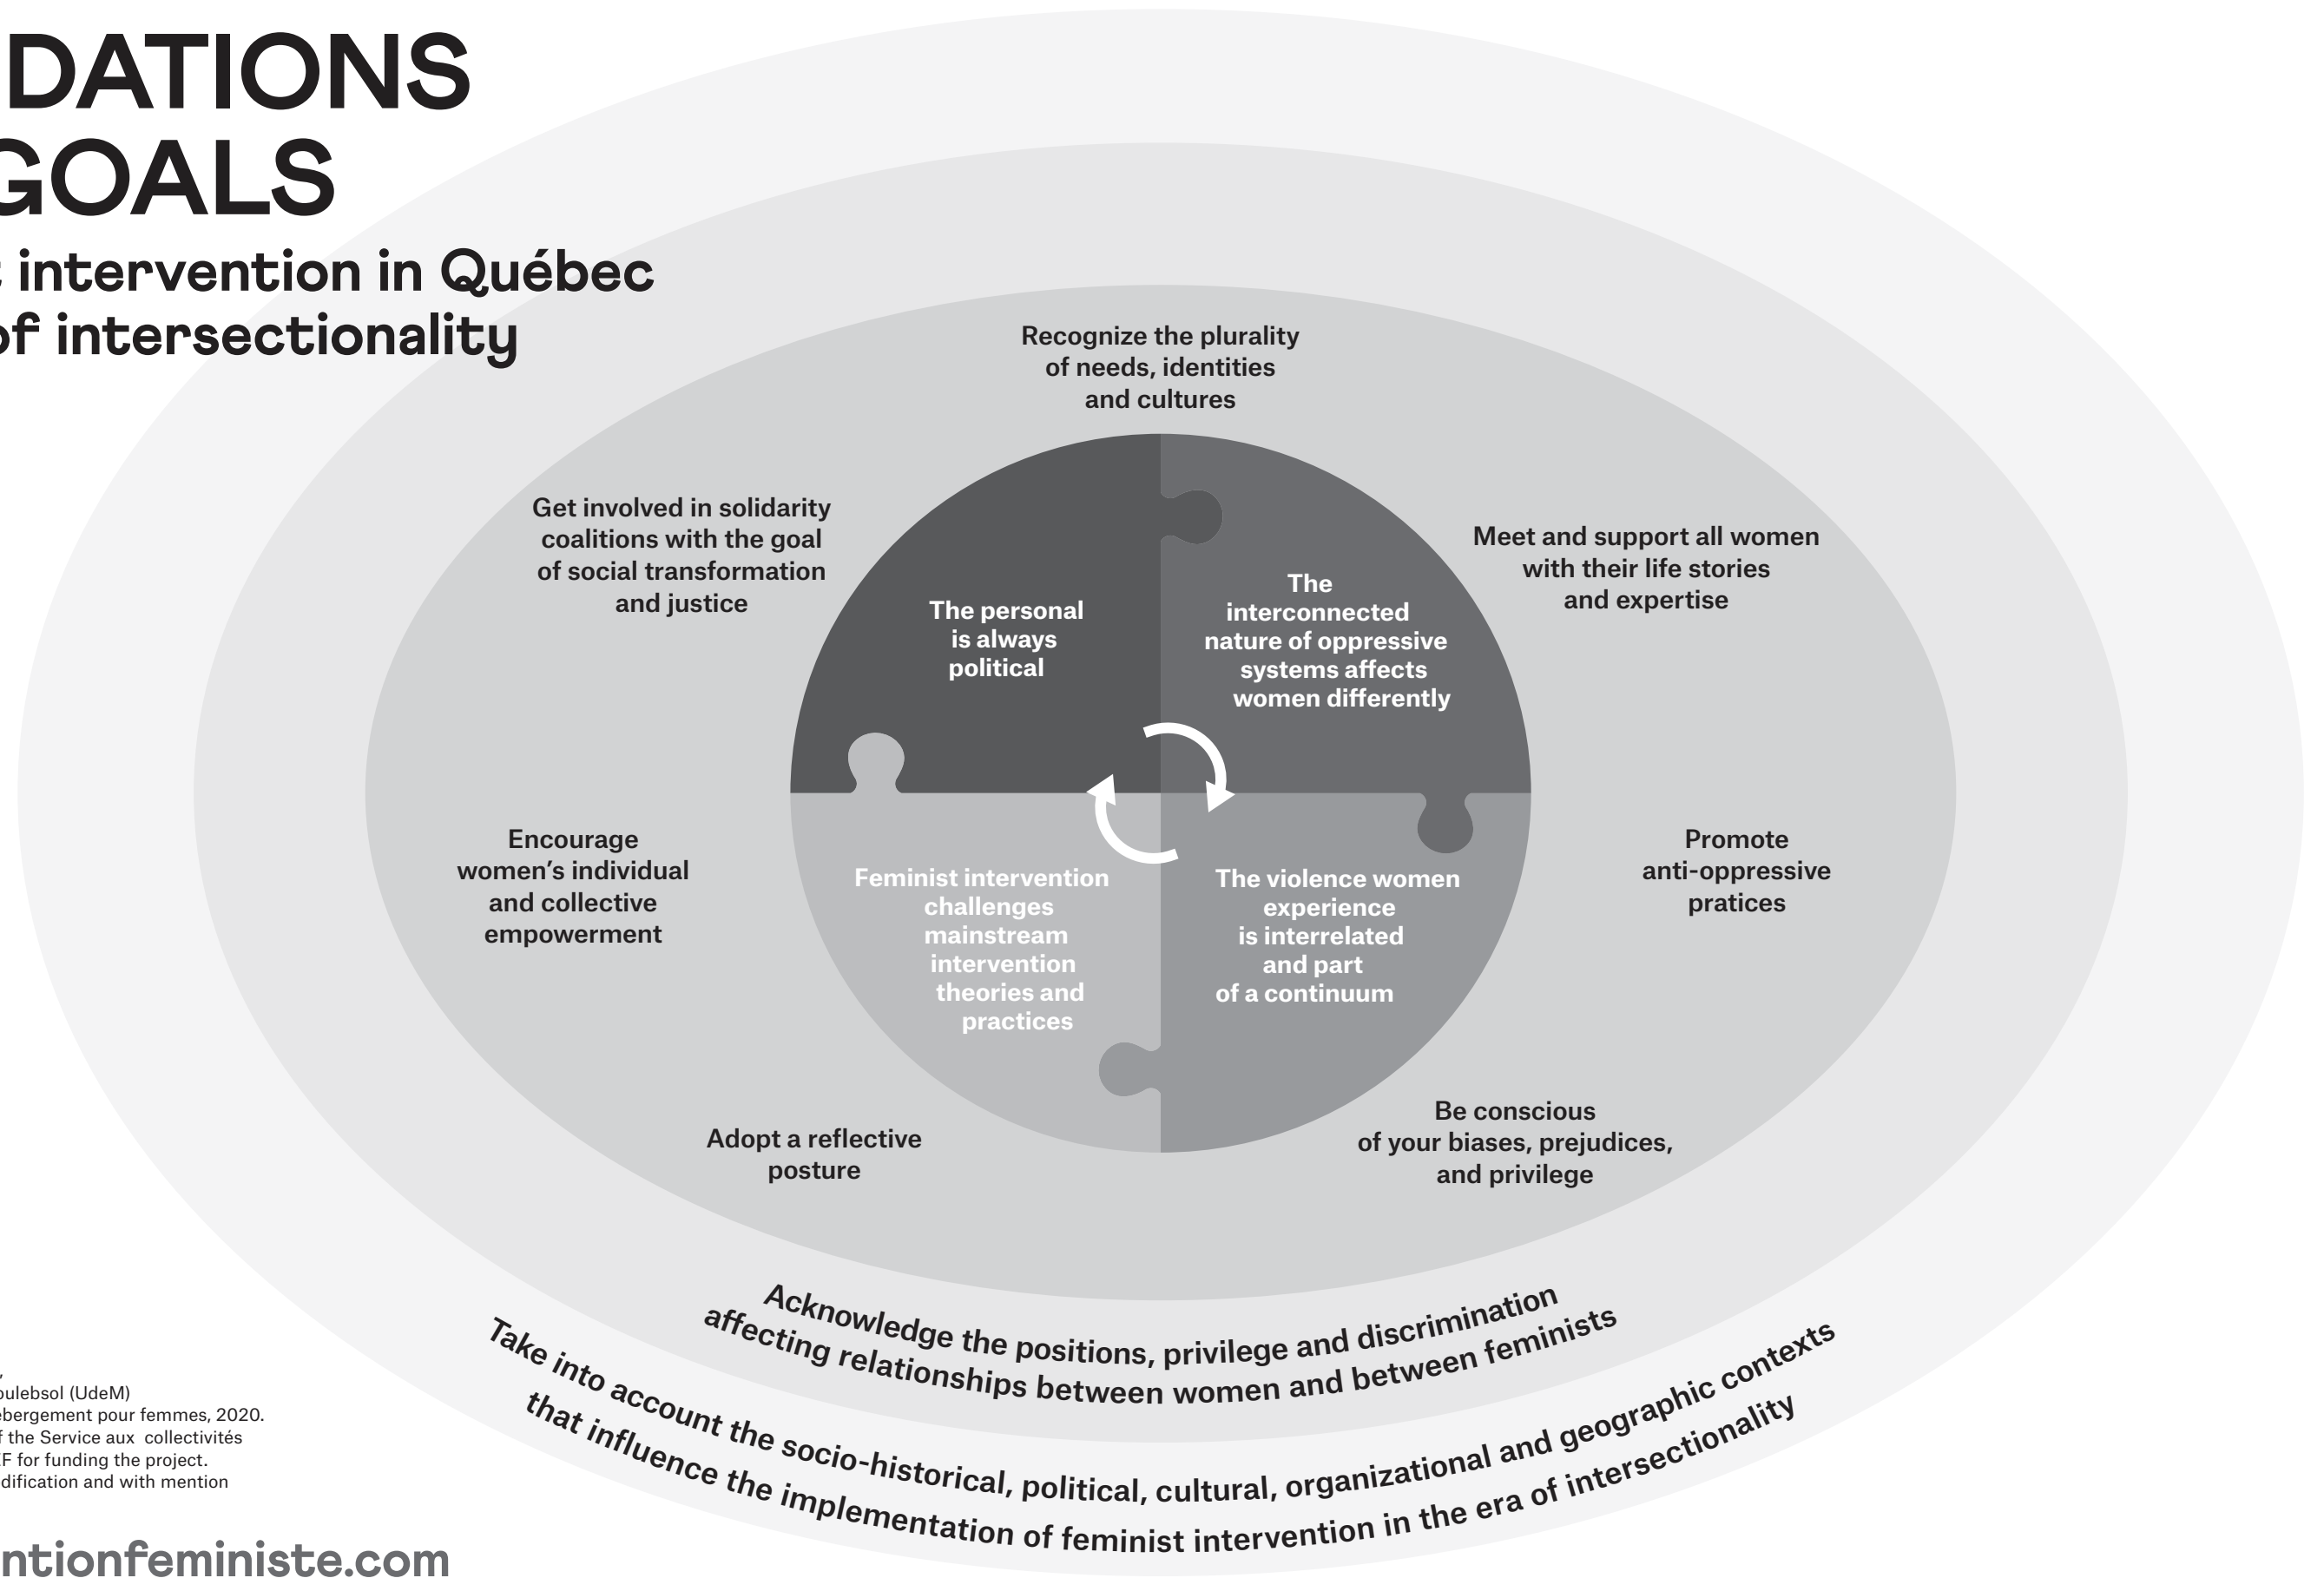 DATIONS
GOALS
intervention in Québec
of intersectionality
Recognize the plurality
of needs, identities
and cultures
Get involved in solidarity
coalitions with the goal
of social transformation
and justice
Meet and support all women
with their life stories
and expertise
The personal
is always
political
The
interconnected
nature of oppressive
systems affects
women differently
Encourage
women’s individual
and collective
empowerment
Promote
anti-oppressive
pratices
Feminist intervention
challenges
mainstream
intervention
theories and
practices
The violence women
experience
is interrelated
and part
of a continuum
Adopt a reflective
posture
Be conscious
of your biases, prejudices,
and privilege
Acknowledge the positions, privilege and discrimination
affecting relationships between women and between feminists
Take into account the socio-historical, political, cultural, organizational and geographic contexts
that influence the implementation of feminist intervention in the era of intersectionality
oulebsol (UdeM)
ébergement pour femmes, 2020.
f the Service aux collectivités
F for funding the project.
dification and with mention
ntionfeministe.com